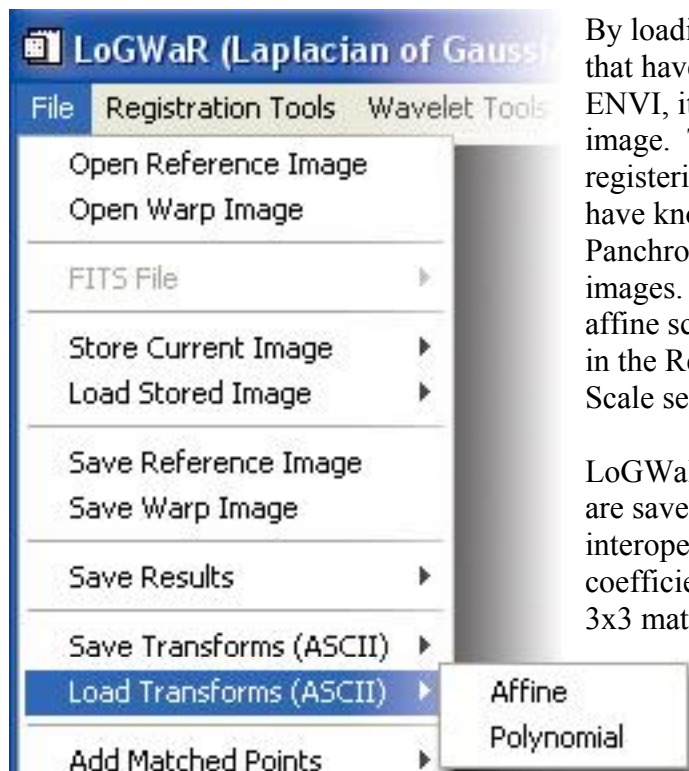 LoGWaR (Laplacian of Gauss
File Registration Tools Wavelet Tools
Open Reference Image
Open Warp Image
FITS File
Store Current Image
Load Stored Image
Save Reference Image
Save Warp Image
Save Results
Save Transforms (ASCII)
Load Transforms (ASCII)
Add Matched Points
Affine
Polynomial
By loadi
that have
ENVI, it
image. T
registeri
have kno
Panchro
images.
affine sc
in the Re
Scale se
LoGWa
are save
interope
coefficie
3x3 mat